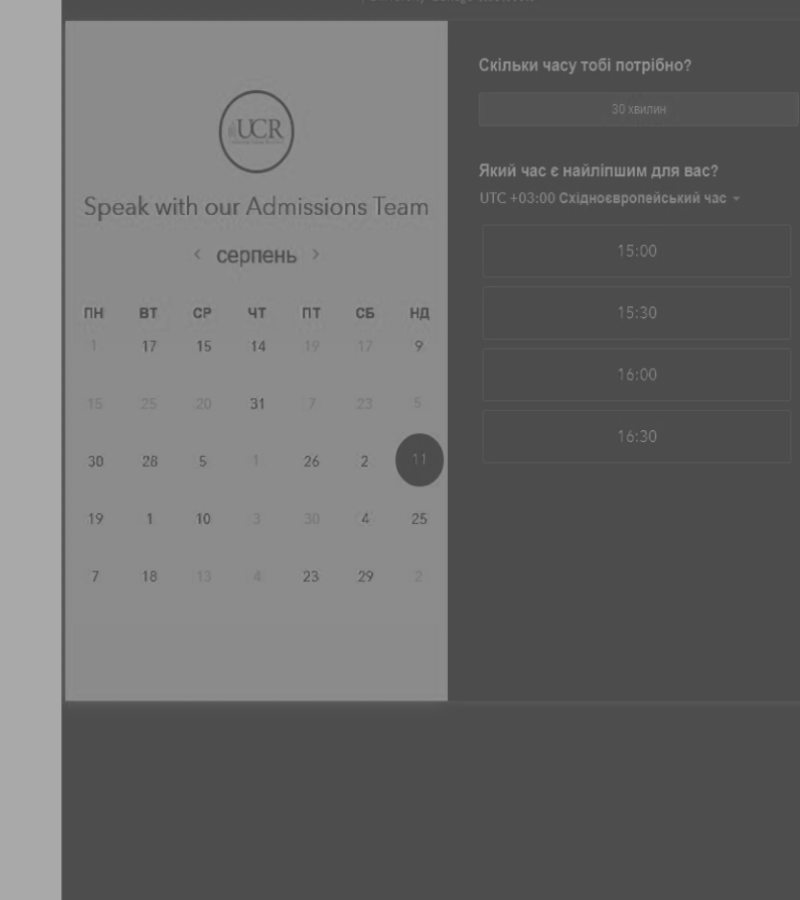 UCR
Speak with our Admissions Team
‹ серпень ›
ПН ВТ СР ЧТ ПТ СБ НД
1 17 15 14 19 17 9
15 25 20 31 7 23 5
30 28 5 1 26 2 11
19 1 10 3 30 4 25
7 18 13 4 23 29 2
Скільки часу тобі потрібно?
30 хвилин
Який час є найліпшим для вас?
UTC +03:00 Східноєвропейський час
15:00
15:30
16:00
16:30